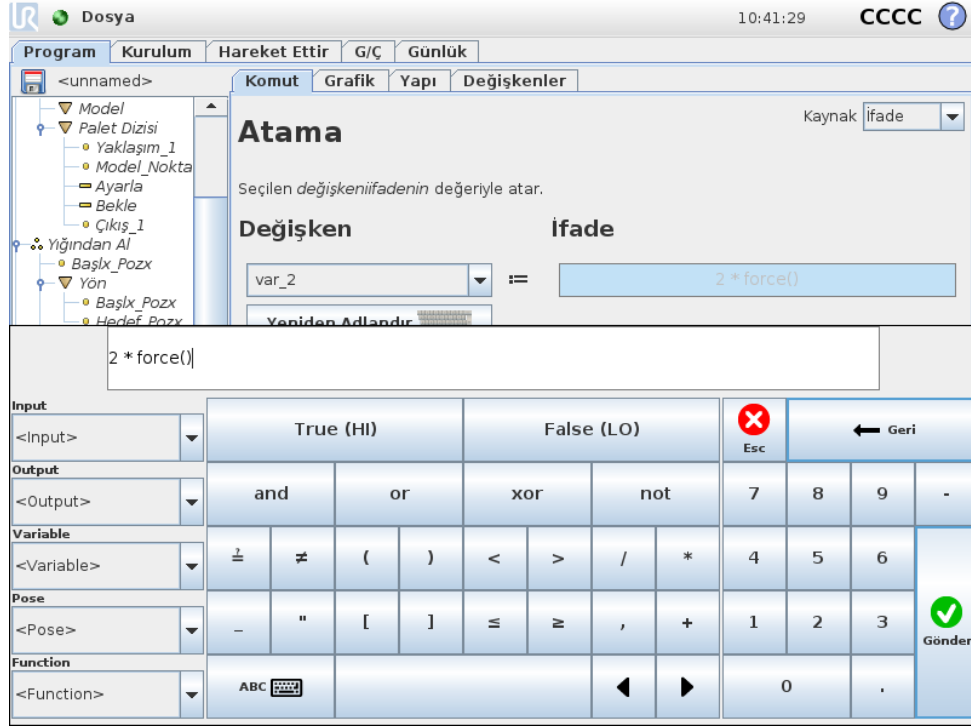 UR Dosya 10:41:29 CCCC ?
Program Kurulum Hareket Ettir G/Ç Günlük
<unnamed> Komut Grafik Yapı Değişkenler
Model
Palet Dizisi
Yaklaşım_1
Model_Nokta
Ayarla
Bekle
Çıkış_1
Yığından Al
Başlx_Pozx
Yön
Başlx_Pozx
Hedef_Pozx
Atama
Kaynak İfade
Seçilen değişkeniifadenin değeriyle atar.
Değişken İfade
var_2 := 2 * force()
Yeniden Adlandır
2 * force()
Input
<Input>
Output
<Output>
Variable
<Variable>
Pose
<Pose>
Function
<Function>
True (HI) False (LO) Esc Geri
and or xor not 7 8 9 -
≟ ≠ ( ) < > / * 4 5 6
_ " [ ] ≤ ≥ , + 1 2 3 Gönder
ABC 0 .